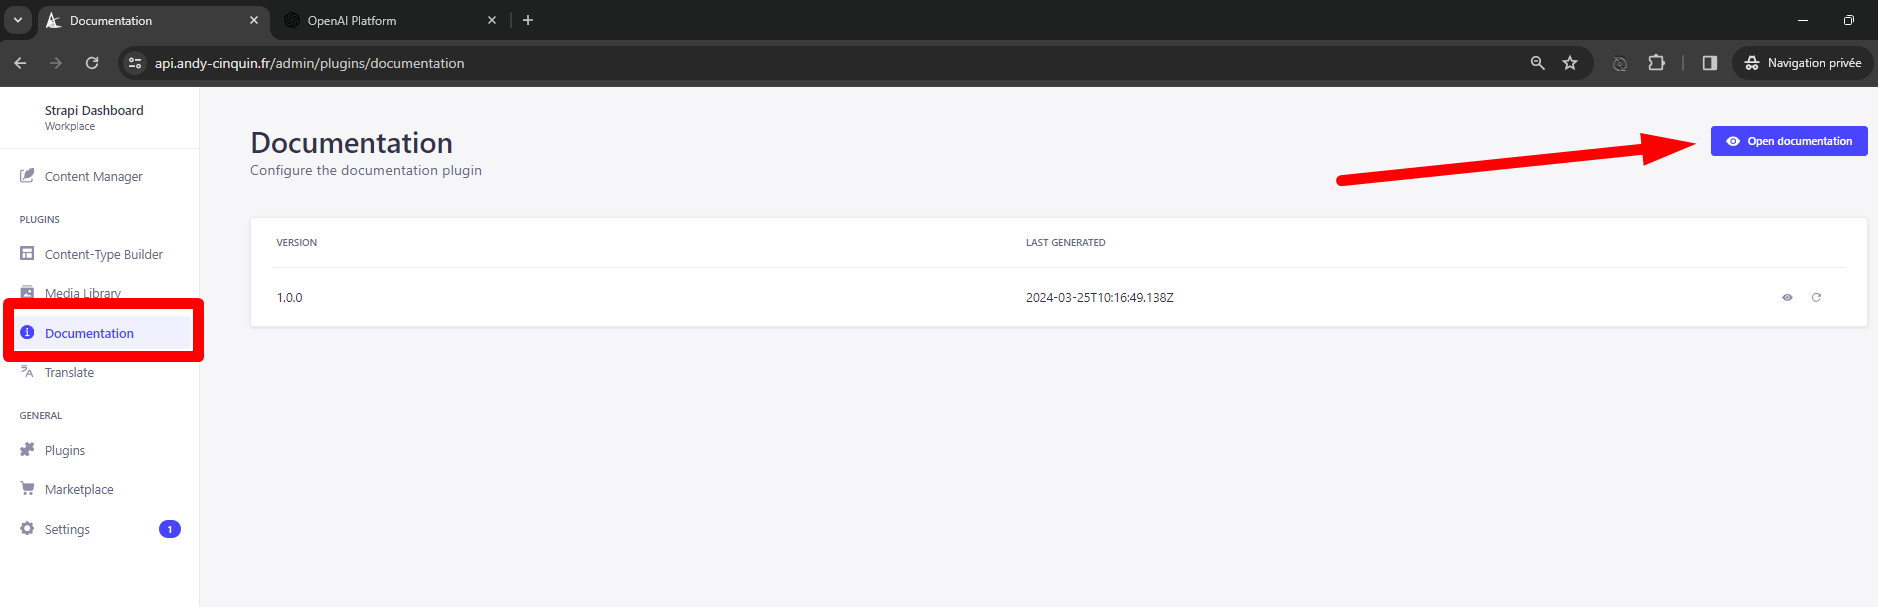 Documentation
OpenAI Platform
api.andy-cinquin.fr/admin/plugins/documentation
Navigation privée
Strapi Dashboard
Workplace
Content Manager
PLUGINS
Content-Type Builder
Media Library
Documentation
Translate
GENERAL
Plugins
Marketplace
Settings 1
Documentation
Configure the documentation plugin
Open documentation
VERSION LAST GENERATED
1.0.0 2024-03-25T10:16:49.138Z